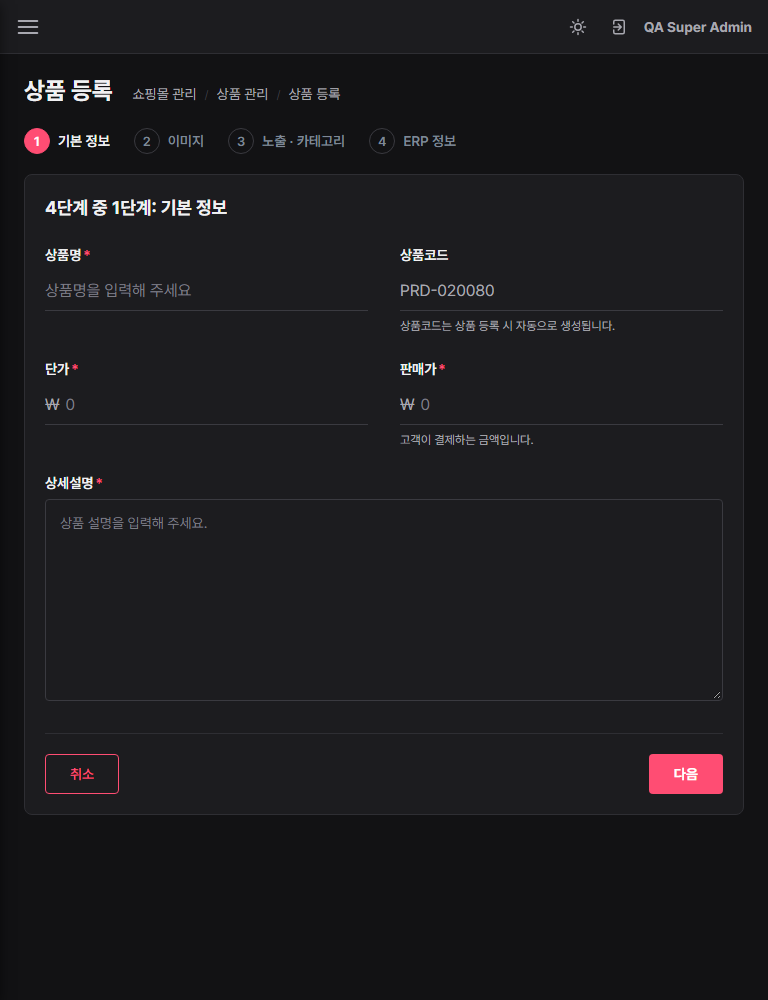 QA Super Admin
상품 등록
쇼핑몰 관리 / 상품 관리 / 상품 등록
1 기본 정보 2 이미지 3 노출 · 카테고리 4 ERP 정보
4단계 중 1단계: 기본 정보
상품명 *
상품명을 입력해 주세요
상품코드
PRD-020080
상품코드는 상품 등록 시 자동으로 생성됩니다.
단가 *
₩ 0
판매가 *
₩ 0
고객이 결제하는 금액입니다.
상세설명 *
상품 설명을 입력해 주세요.
취소
다음